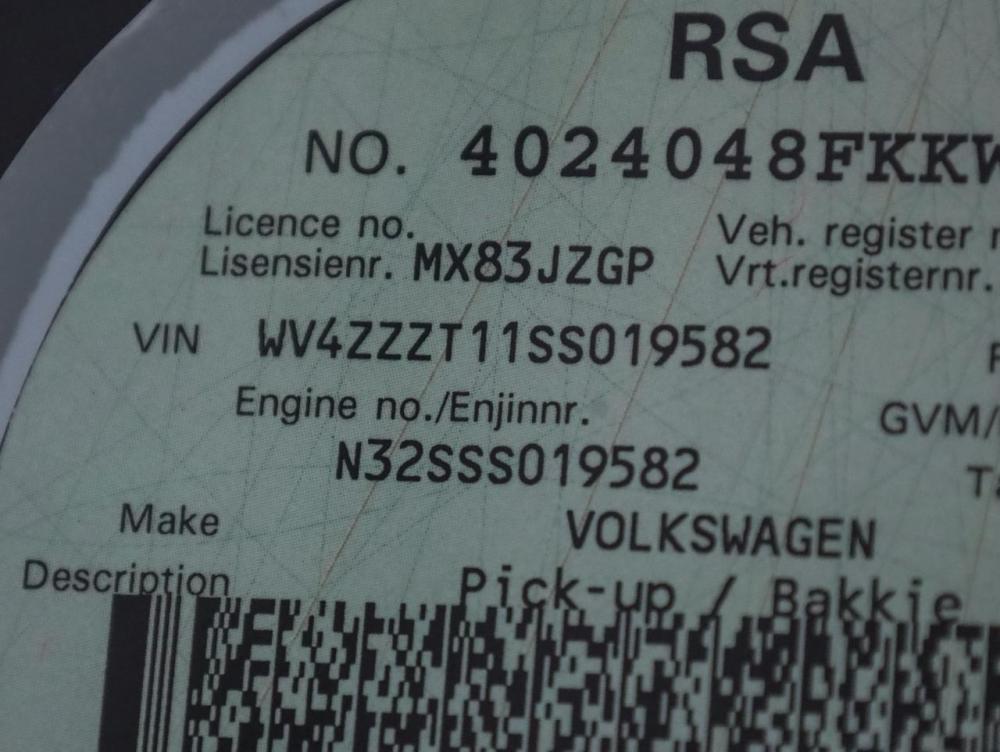 RSA
NO. 4024048FKKW
Licence no. Veh. register
Lisensienr. MX83JZGP Vrt.registernr.
VIN WV4ZZZT11SS019582
Engine no./Enjinnr. GVM/
N32SSS019582
Make VOLKSWAGEN
Description Pick-up / Bakkie